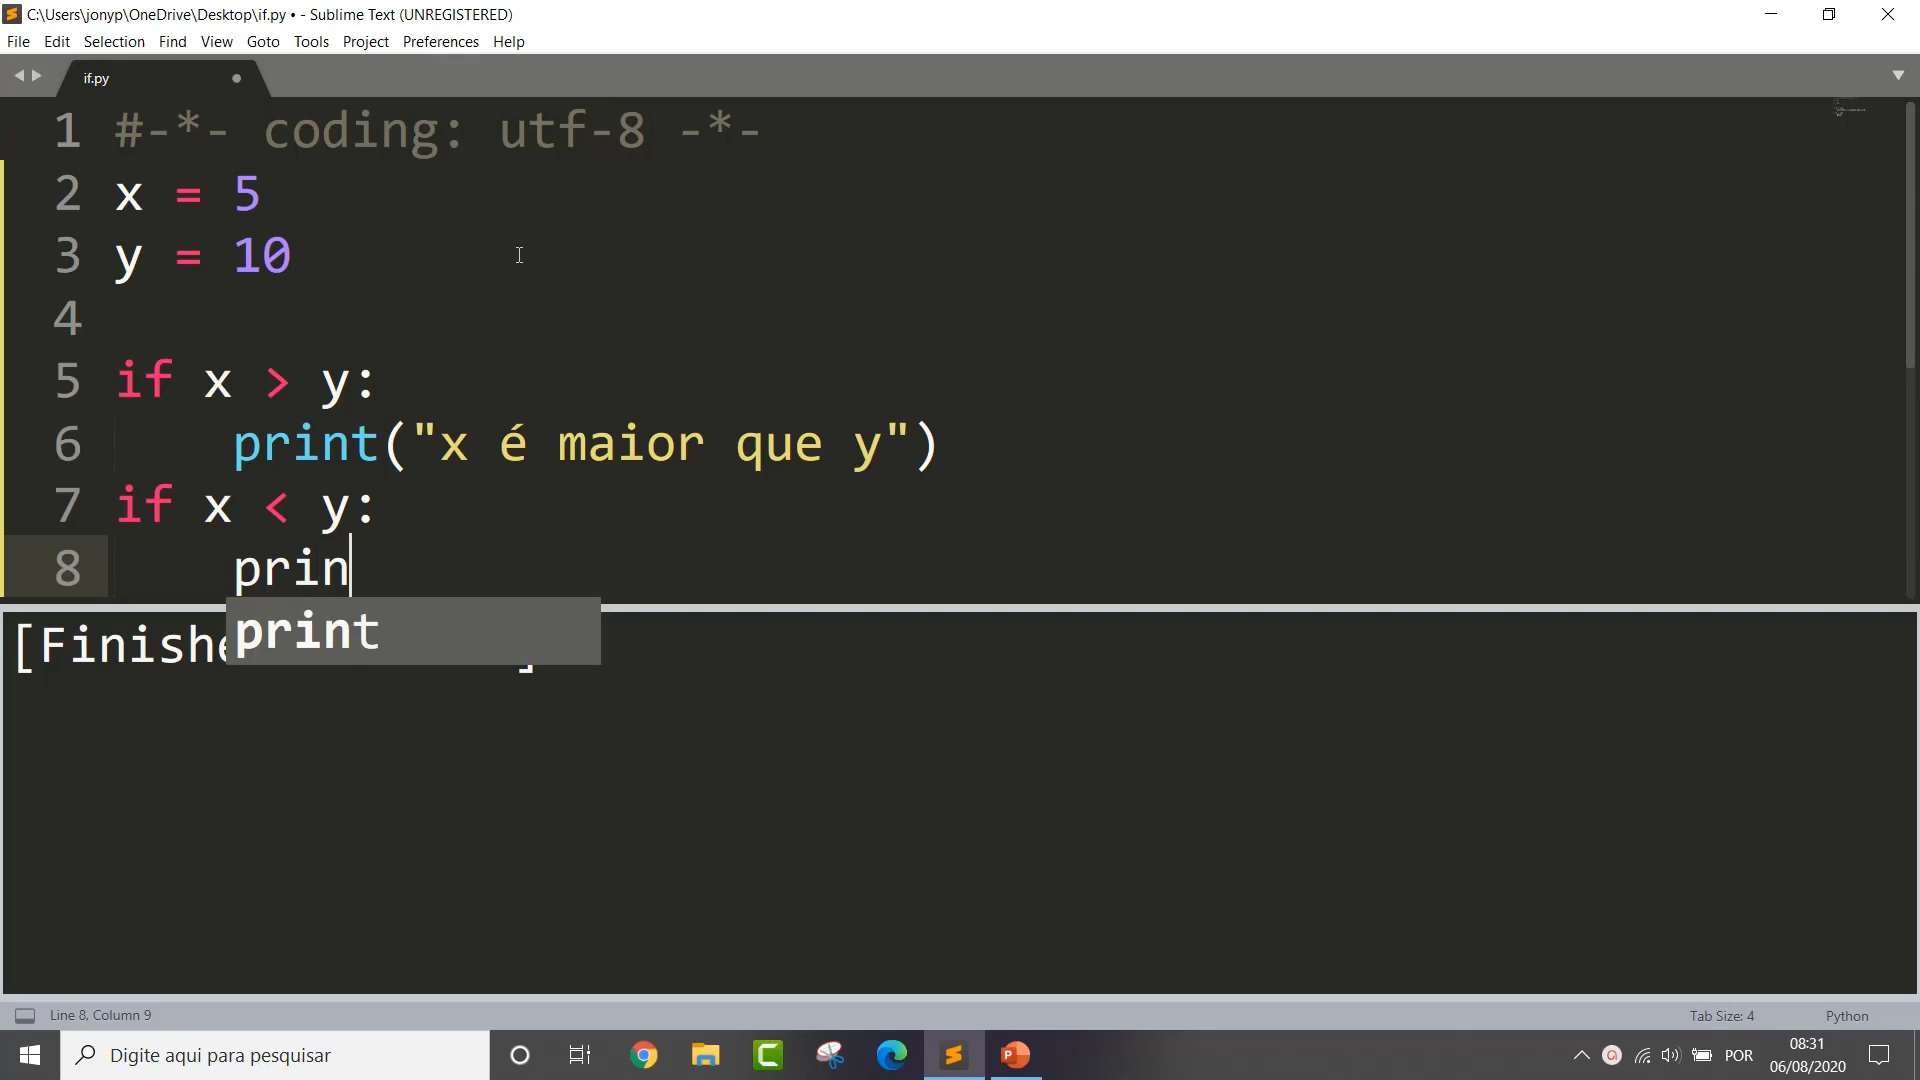 C:\Users\jonyp\OneDrive\Desktop\if.py • - Sublime Text (UNREGISTERED)
File Edit Selection Find View Goto Tools Project Preferences Help
if.py
1 #-*- coding: utf-8 -*-
2 x = 5
3 y = 10
4
5 if x > y:
6 print("x é maior que y")
7 if x < y:
8 prin
print
[Finishe ]
Line 8, Column 9 Tab Size: 4 Python
Digite aqui para pesquisar
POR
08:31
06/08/2020